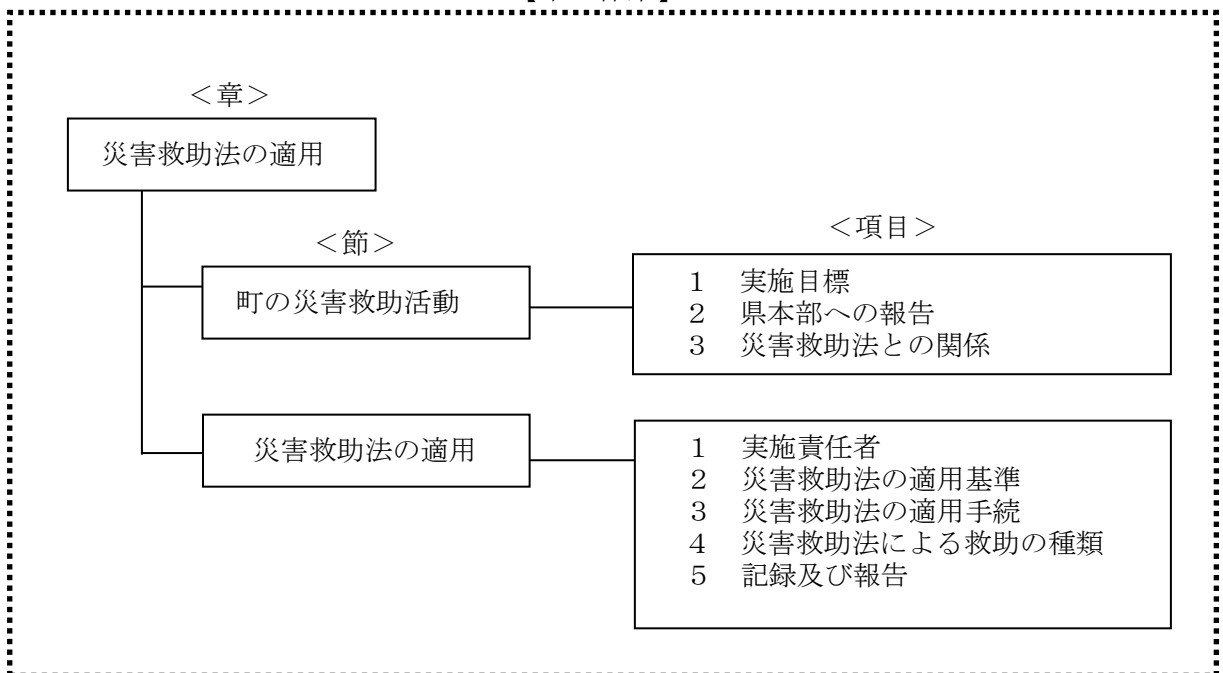 ＜章＞
災害救助法の適用
＜節＞
＜項目＞
町の災害救助活動
１　実施目標
２　県本部への報告
３　災害救助法との関係
災害救助法の適用
１　実施責任者
２　災害救助法の適用基準
３　災害救助法の適用手続
４　災害救助法による救助の種類
５　記録及び報告